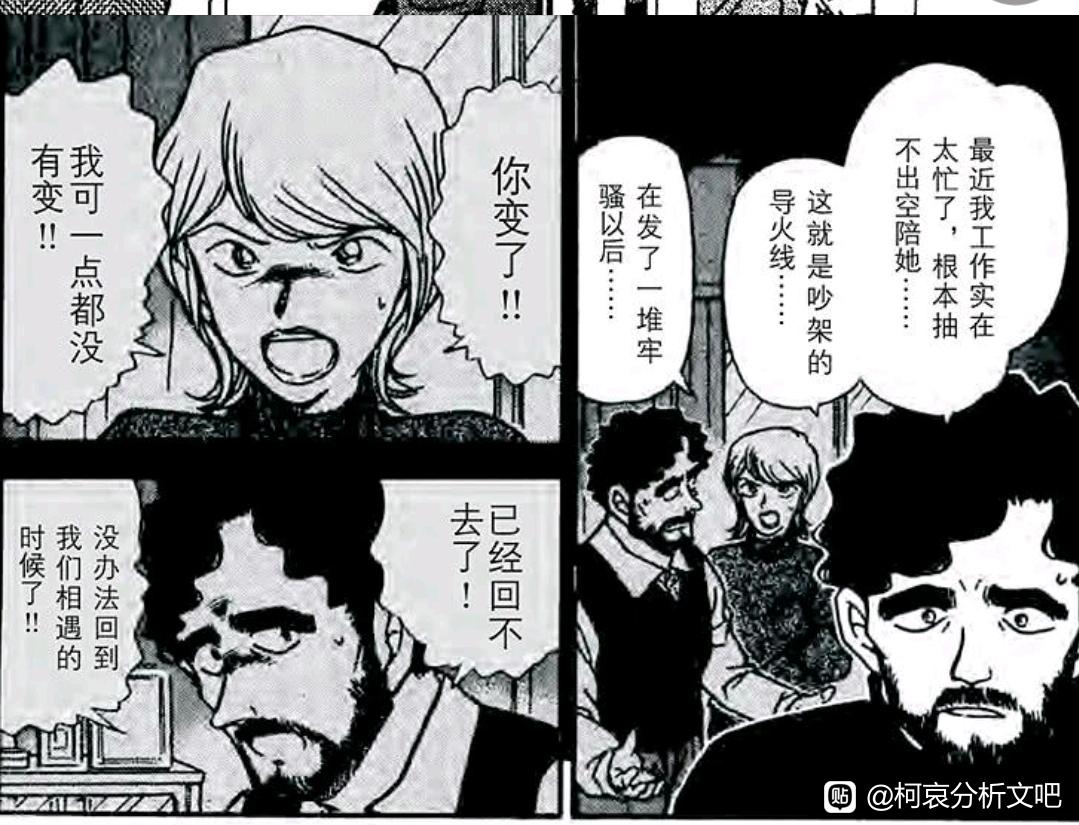 最近我工作实在
太忙了，根本抽
不出空陪她……
这就是吵架的
导火线……
在发了一堆牢
骚以后……
你变了!!
我可一点都没
有变!!
已经回不
去了!
没办法回到
我们相遇的
时候了!!
贴 @柯哀分析文吧